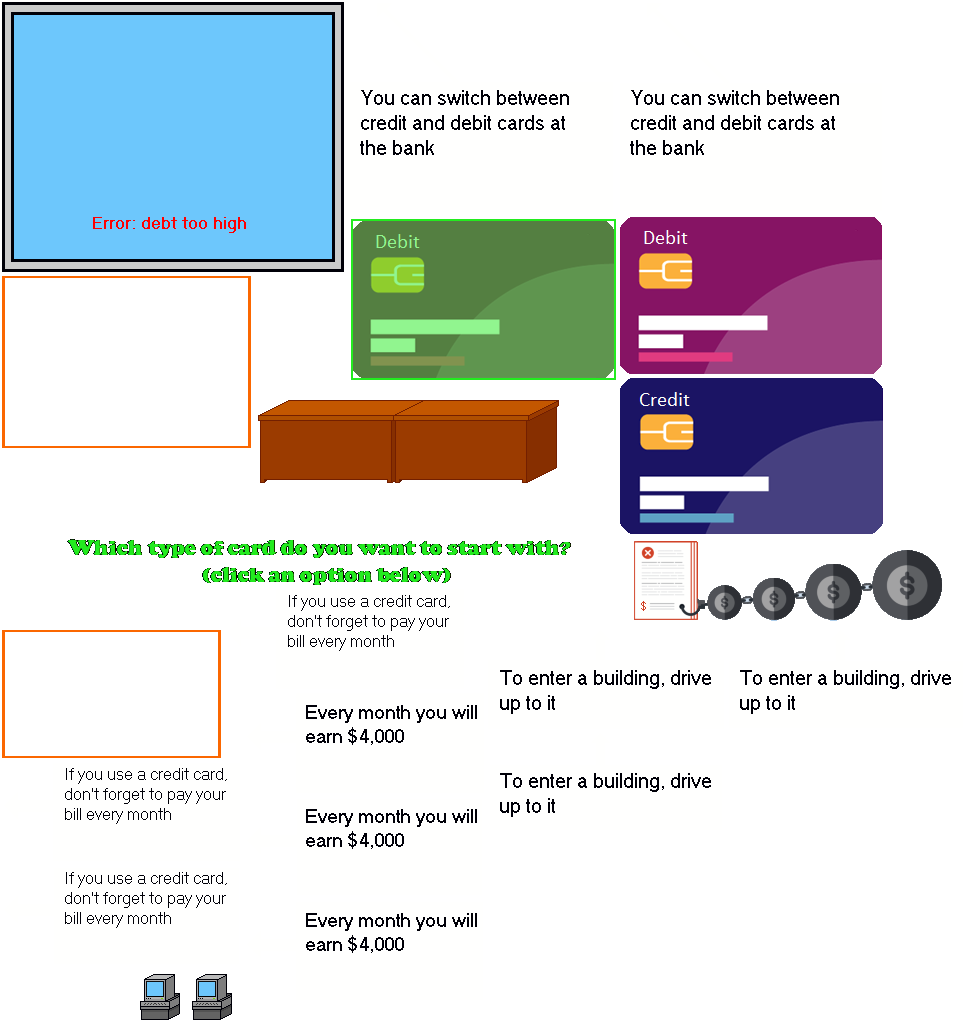 You can switch between
credit and debit cards at
the bank
You can switch between
credit and debit cards at
the bank
Error: debt too high
Debit
Debit
Credit
Which type of card do you want to start with?
(click an option below)
$
$ $ $ $
If you use a credit card,
don't forget to pay your
bill every month
To enter a building, drive
up to it
To enter a building, drive
up to it
Every month you will
earn $4,000
If you use a credit card,
don't forget to pay your
bill every month
To enter a building, drive
up to it
Every month you will
earn $4,000
If you use a credit card,
don't forget to pay your
bill every month
Every month you will
earn $4,000